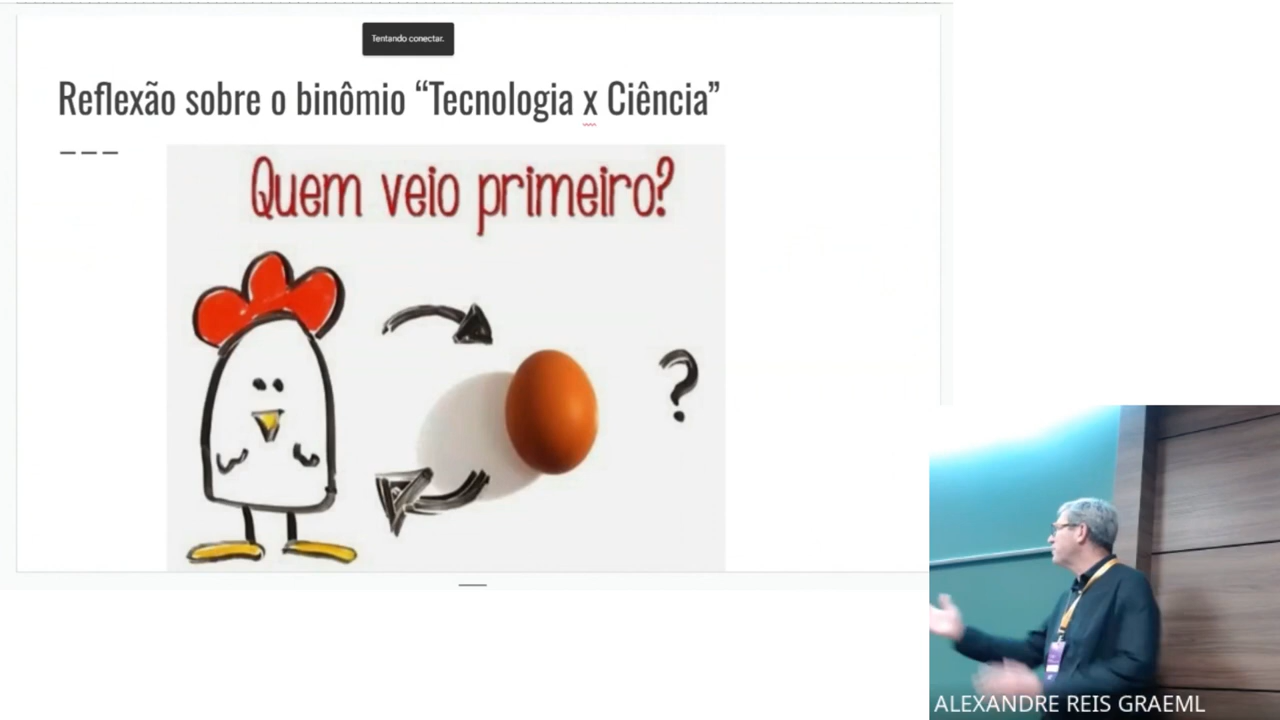 Tentando conectar.
Reflexão sobre o binômio “Tecnologia x Ciência”
Quem veio primeiro?
?
ALEXANDRE REIS GRAEML